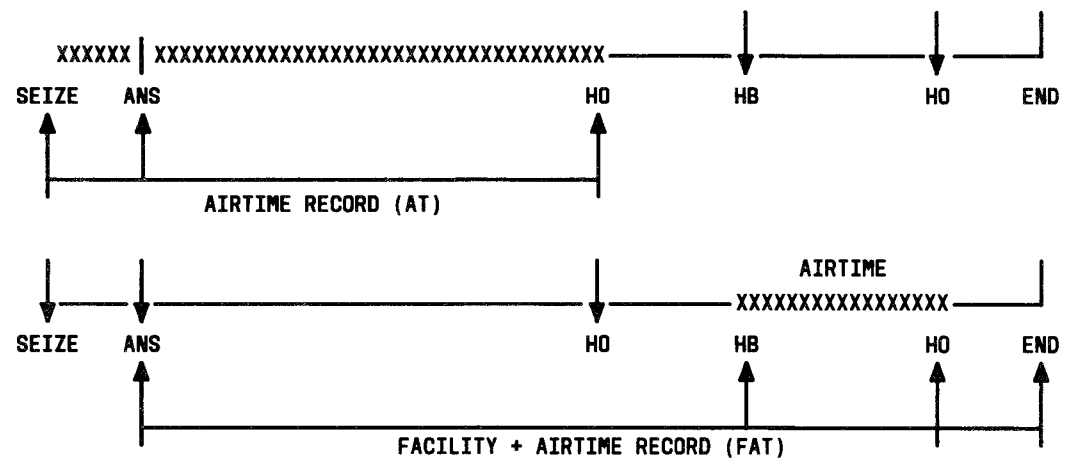 XXXXXX XXXXXXXXXXXXXXXXXXXXXXXXXXXXXXXXXXXX
SEIZE ANS HO HB HO END
AIRTIME RECORD (AT)
AIRTIME
XXXXXXXXXXXXXXXXX
SEIZE ANS HO HB HO END
FACILITY + AIRTIME RECORD (FAT)